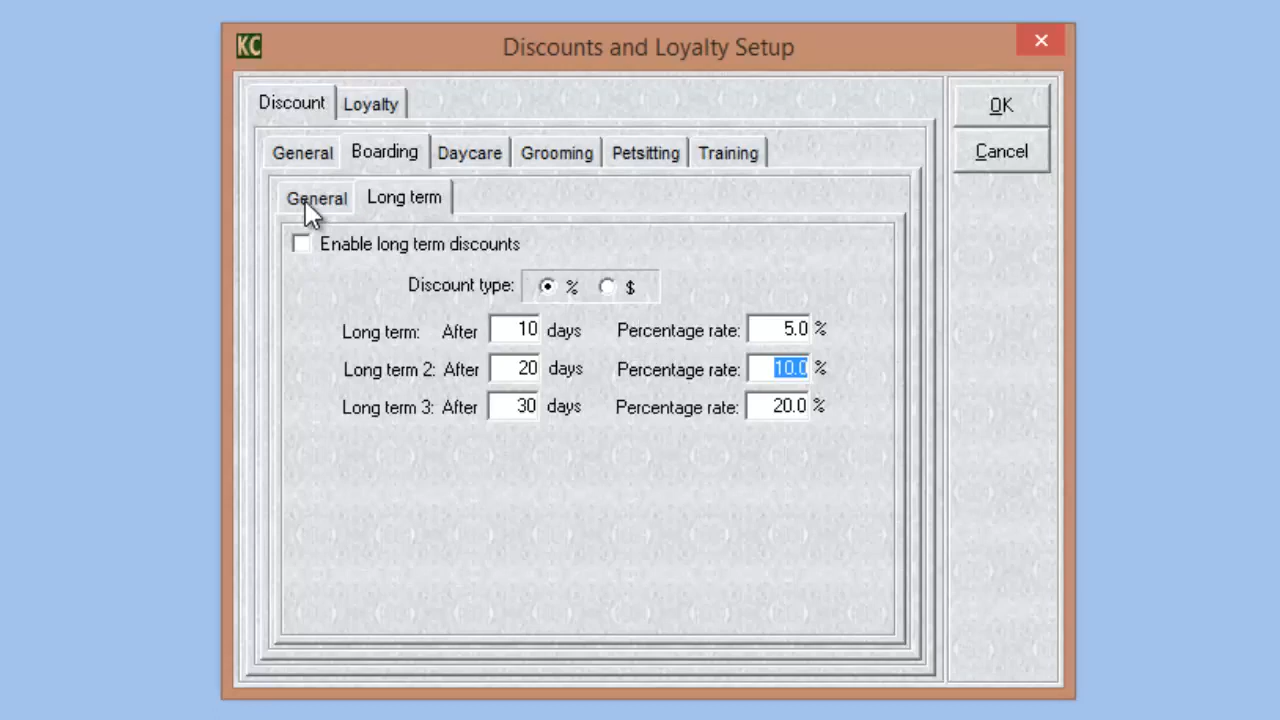 KC Discounts and Loyalty Setup
Discount Loyalty
OK
General Boarding Daycare Grooming Petsitting Training
Cancel
General Long term
Enable long term discounts
Discount type: % $
Long term: After 10 days Percentage rate: 5.0 %
Long term 2: After 20 days Percentage rate: 10.0 %
Long term 3: After 30 days Percentage rate: 20.0 %